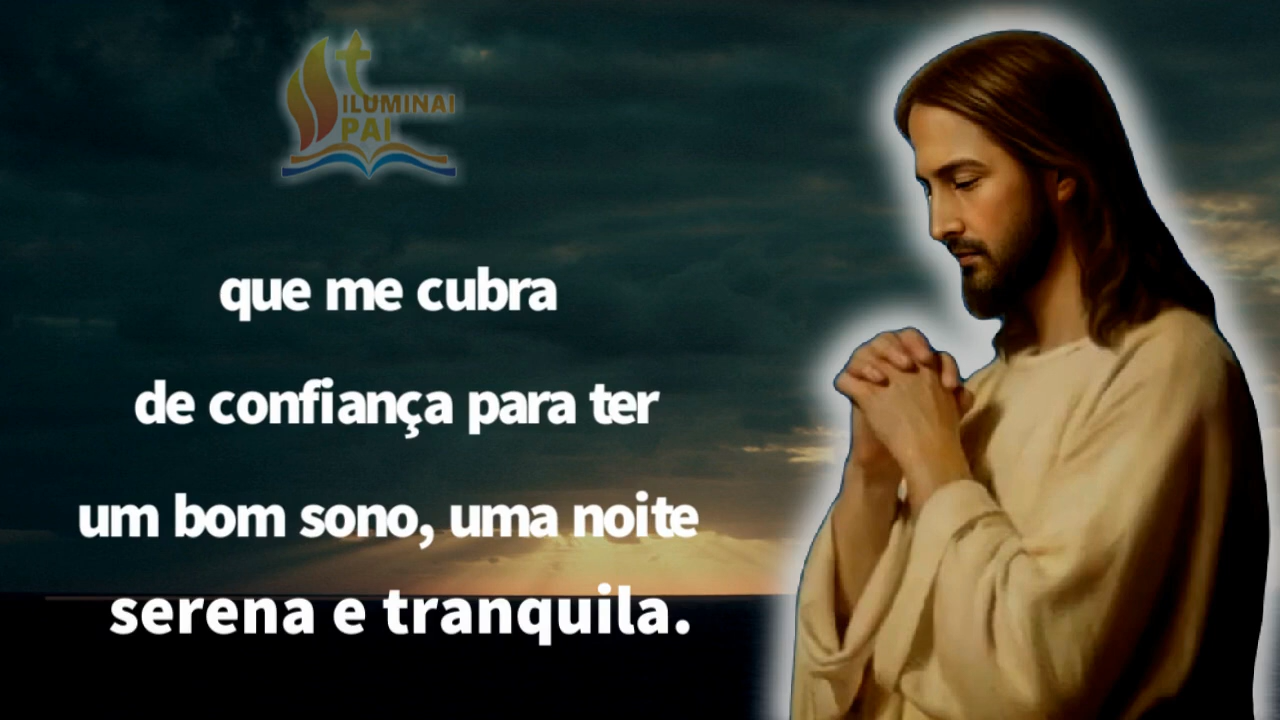 ILUMINAI
PAI
que me cubra
de confiança para ter
um bom sono, uma noite
serena e tranquila.